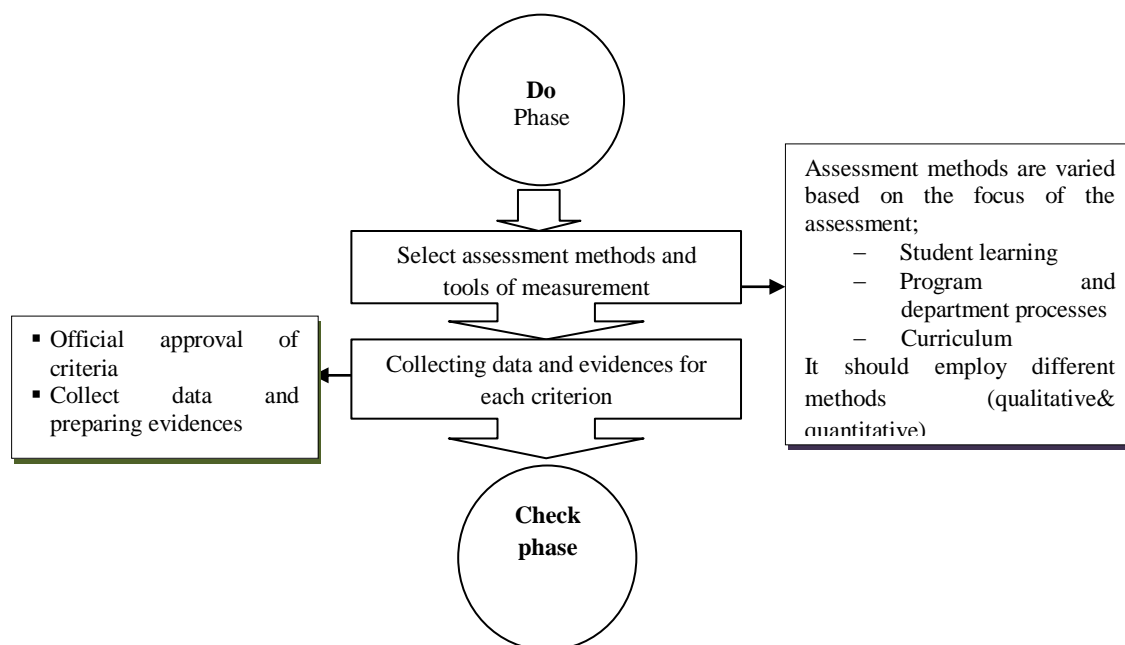 Do
Phase
Select assessment methods and
tools of measurement
Assessment methods are varied
based on the focus of the
assessment;
– Student learning
– Program and
department processes
– Curriculum
It should employ different
methods (qualitative&
quantitative)
▪ Official approval of
criteria
▪ Collect data and
preparing evidences
Collecting data and evidences for
each criterion
Check
phase